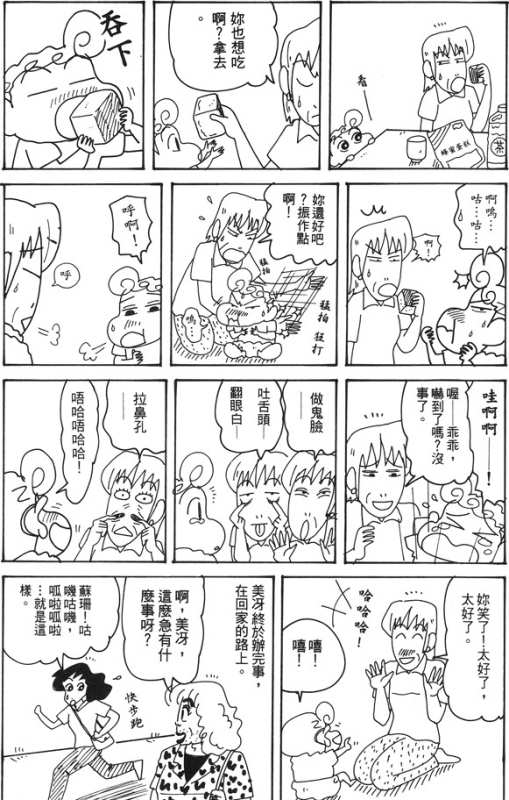 看
蜂蜜蛋糕
茶
妳也想吃
啊？拿去
。
吞下
啊嗚…
咕…咕…
啊！
妳還好吧
？振作點
啊！
猛拍
猛拍
狂打
嗚
呼啊！
呼
哇啊啊
——！
喔—乖乖，
嚇到了嗎？沒
事了。
做鬼臉——
吐舌頭——
翻眼白——
拉鼻孔——
唔哈唔哈哈！
妳笑了！太好了，
太好了。
哈哈哈哈！
嘻！
嘻！
美冴終於辦完事，
在回家的路上。
啊，美冴，
這麼急有什
麼事呀？
快步跑
蘇珊！咕
嘰咕嘰，
呱啦呱啦
…就是這
樣。